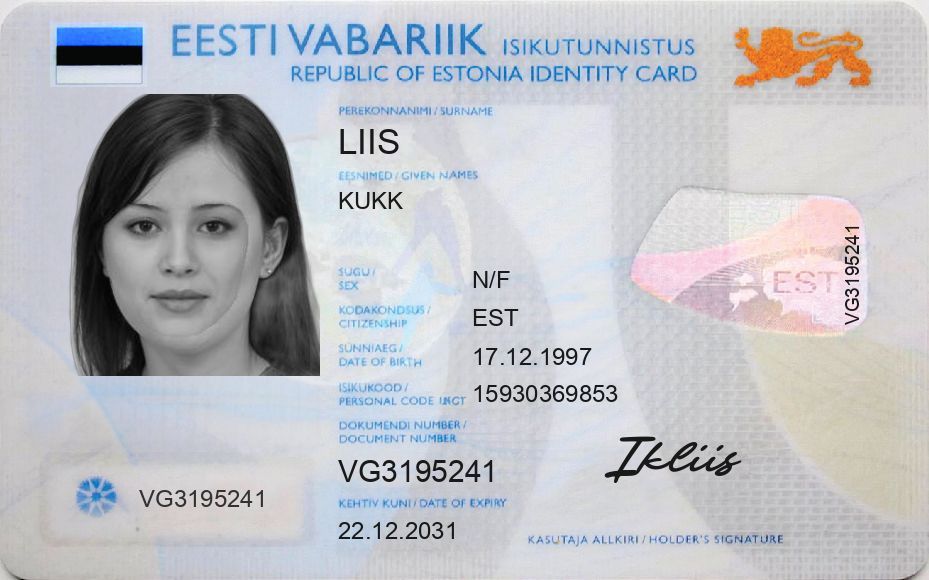 EESTI VABARIIK ISIKUTUNNISTUS
REPUBLIC OF ESTONIA IDENTITY CARD
PEREKONNANIMI / SURNAME
LIIS
EESNIMED / GIVEN NAMES
KUKK
SUGU /
SEX
N/F
KODAKONDSUS /
CITIZENSHIP
EST
SÜNNIAEG /
DATE OF BIRTH
17.12.1997
ISIKUKOOD /
PERSONAL CODE
15930369853
DOKUMENDI NUMBER /
DOCUMENT NUMBER
VG3195241
KEHTIV KUNI / DATE OF EXPIRY
22.12.2031
VG3195241
EST
VG3195241
Ikliis
KASUTAJA ALLKIRI / HOLDER'S SIGNATURE